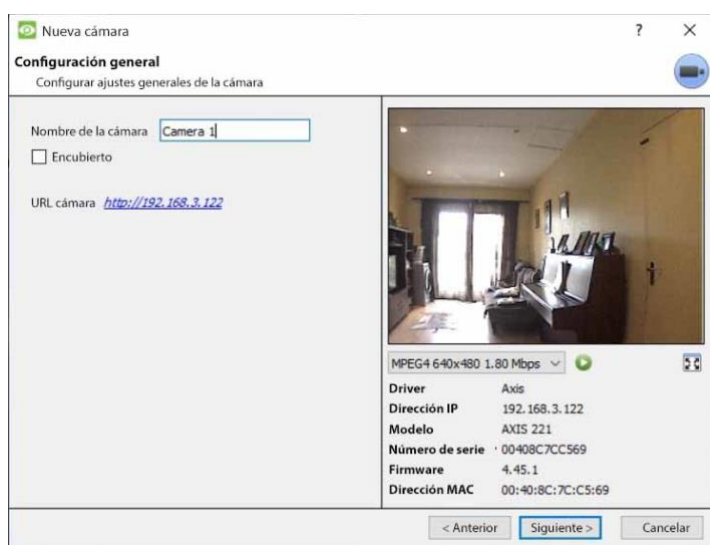 Nueva cámara
?
Configuración general
Configurar ajustes generales de la cámara
Nombre de la cámara Camera 1
Encubierto
URL cámara http://192.168.3.122
MPEG4 640x480 1.80 Mbps
Driver Axis
Dirección IP 192.168.3.122
Modelo AXIS 221
Número de serie 00408C7CC569
Firmware 4.45.1
Dirección MAC 00:40:8C:7C:C5:69
< Anterior
Siguiente >
Cancelar